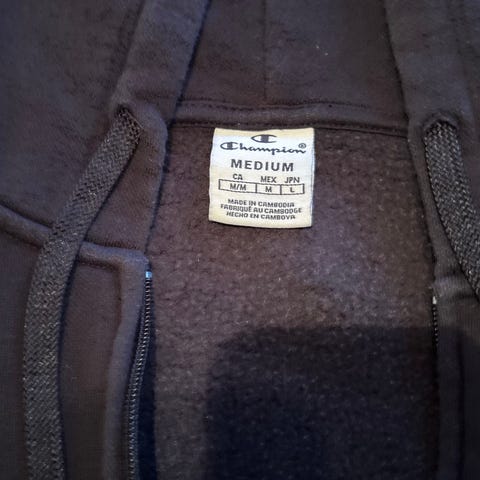 Champion®
MEDIUM
CA MEX JPN
M/M M L
MADE IN CAMBODIA
FABRIQUÉ AU CAMBODGE
HECHO EN CAMBOYA